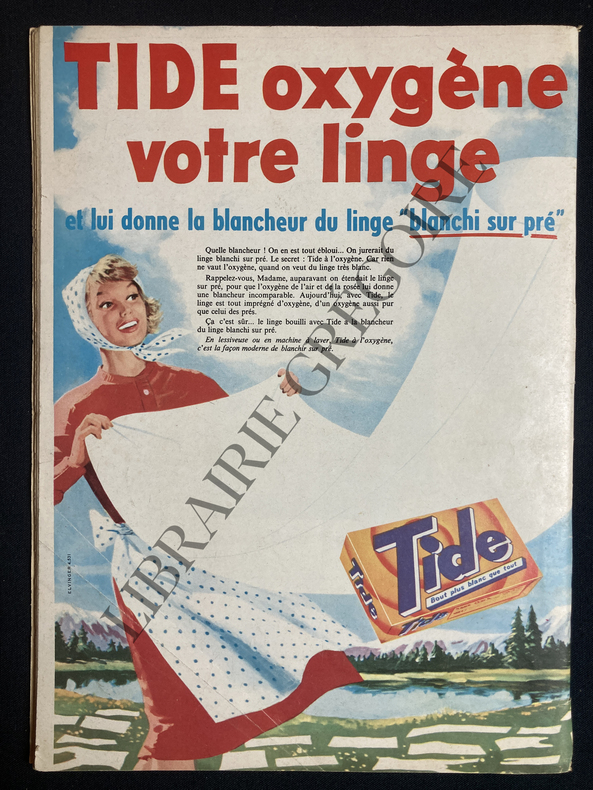 TIDE oxygène
votre linge
et lui donne la blancheur du linge "blanchi sur pré"
Quelle blancheur ! On en est tout ébloui... On jurerait du
linge blanchi sur pré. Le secret : Tide à l'oxygène. Car rien
ne vaut l'oxygène, quand on veut du linge très blanc.
Rappelez-vous, Madame, auparavant on étendait le linge
sur pré, pour que l'oxygène de l'air et de la rosée lui donne
une blancheur incomparable. Aujourd'hui, avec Tide, le
linge est tout imprégné d'oxygène, d'un oxygène aussi pur
que celui des prés.
Ça c'est sûr... le linge bouilli avec Tide a la blancheur
du linge blanchi sur pré.
En lessiveuse ou en machine à laver, Tide à l'oxygène,
c'est la façon moderne de blanchir sur pré.
LIBRAIRIE GRÉGOIRE
Tide
Bout plus blanc que tout
Tide
Tide
ELVINGER 4351